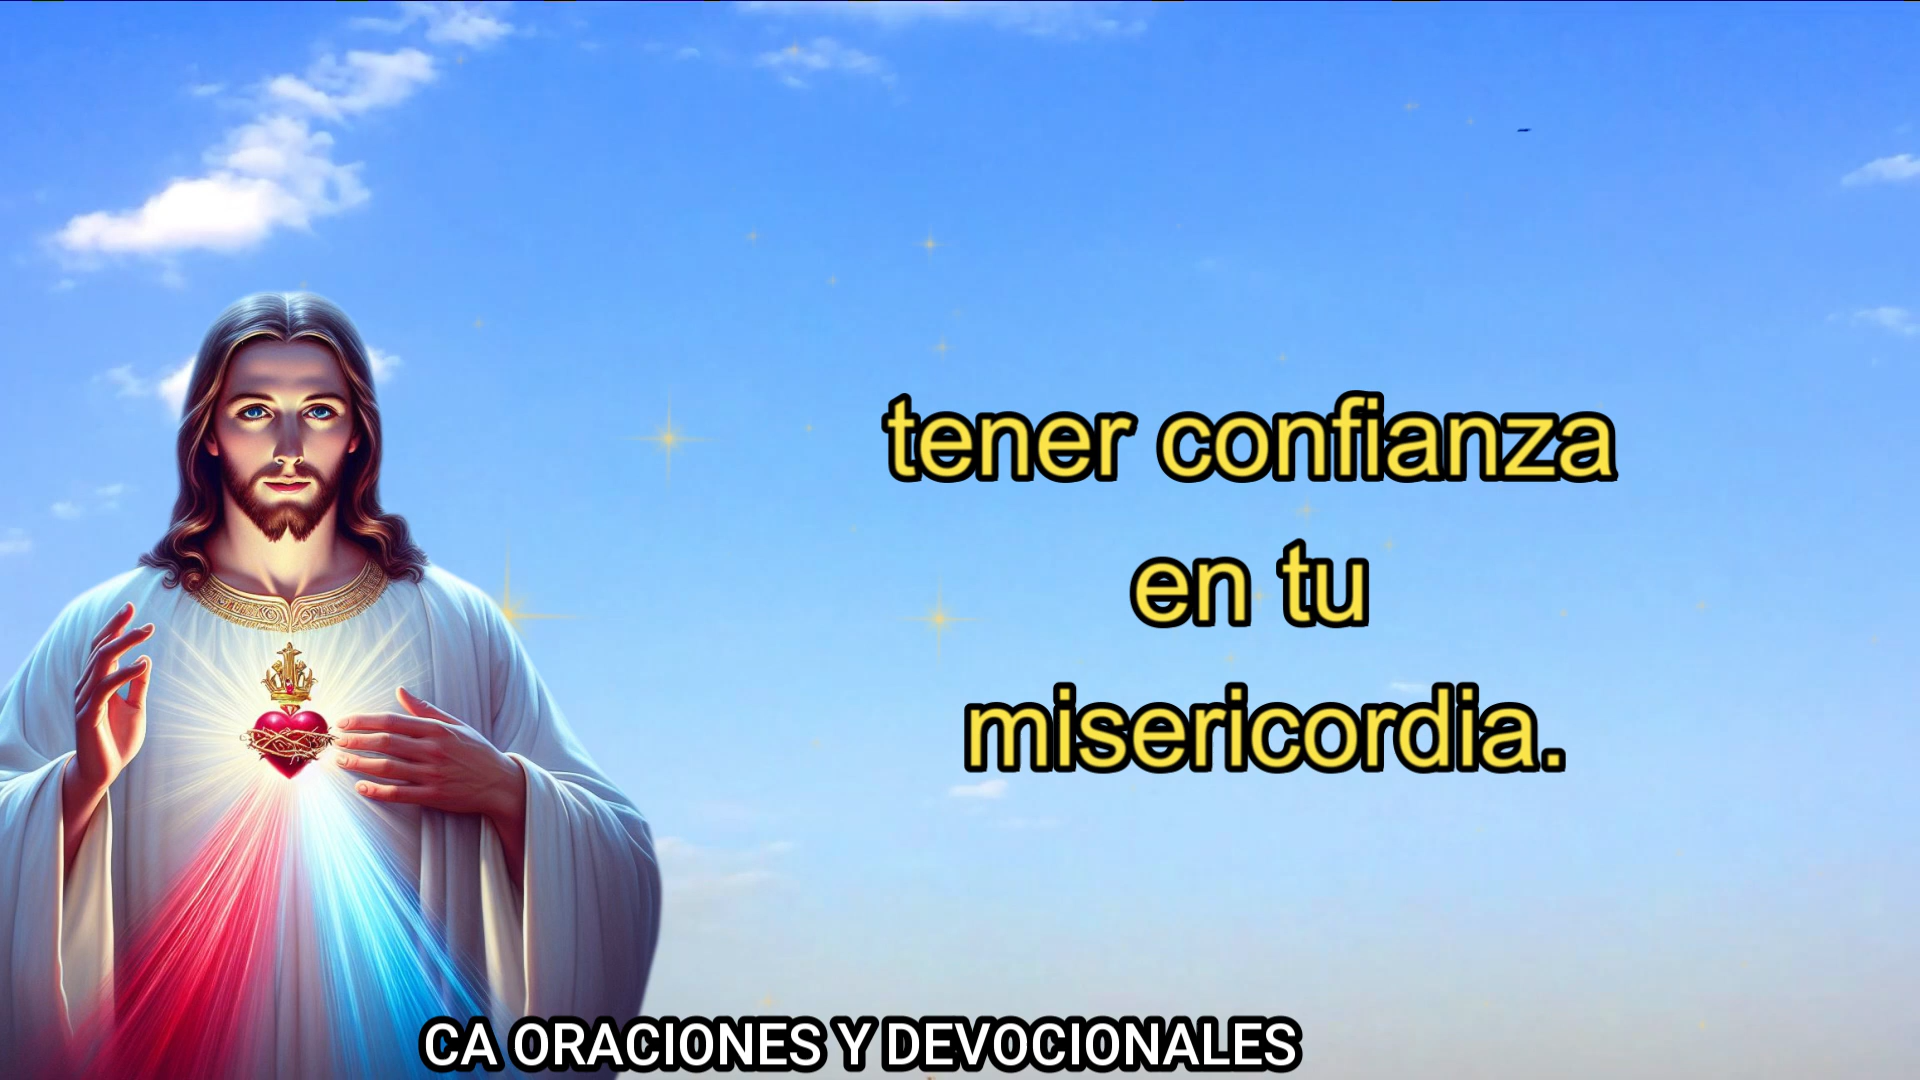 tener confianza
en tu
misericordia.
CA ORACIONES Y DEVOCIONALES